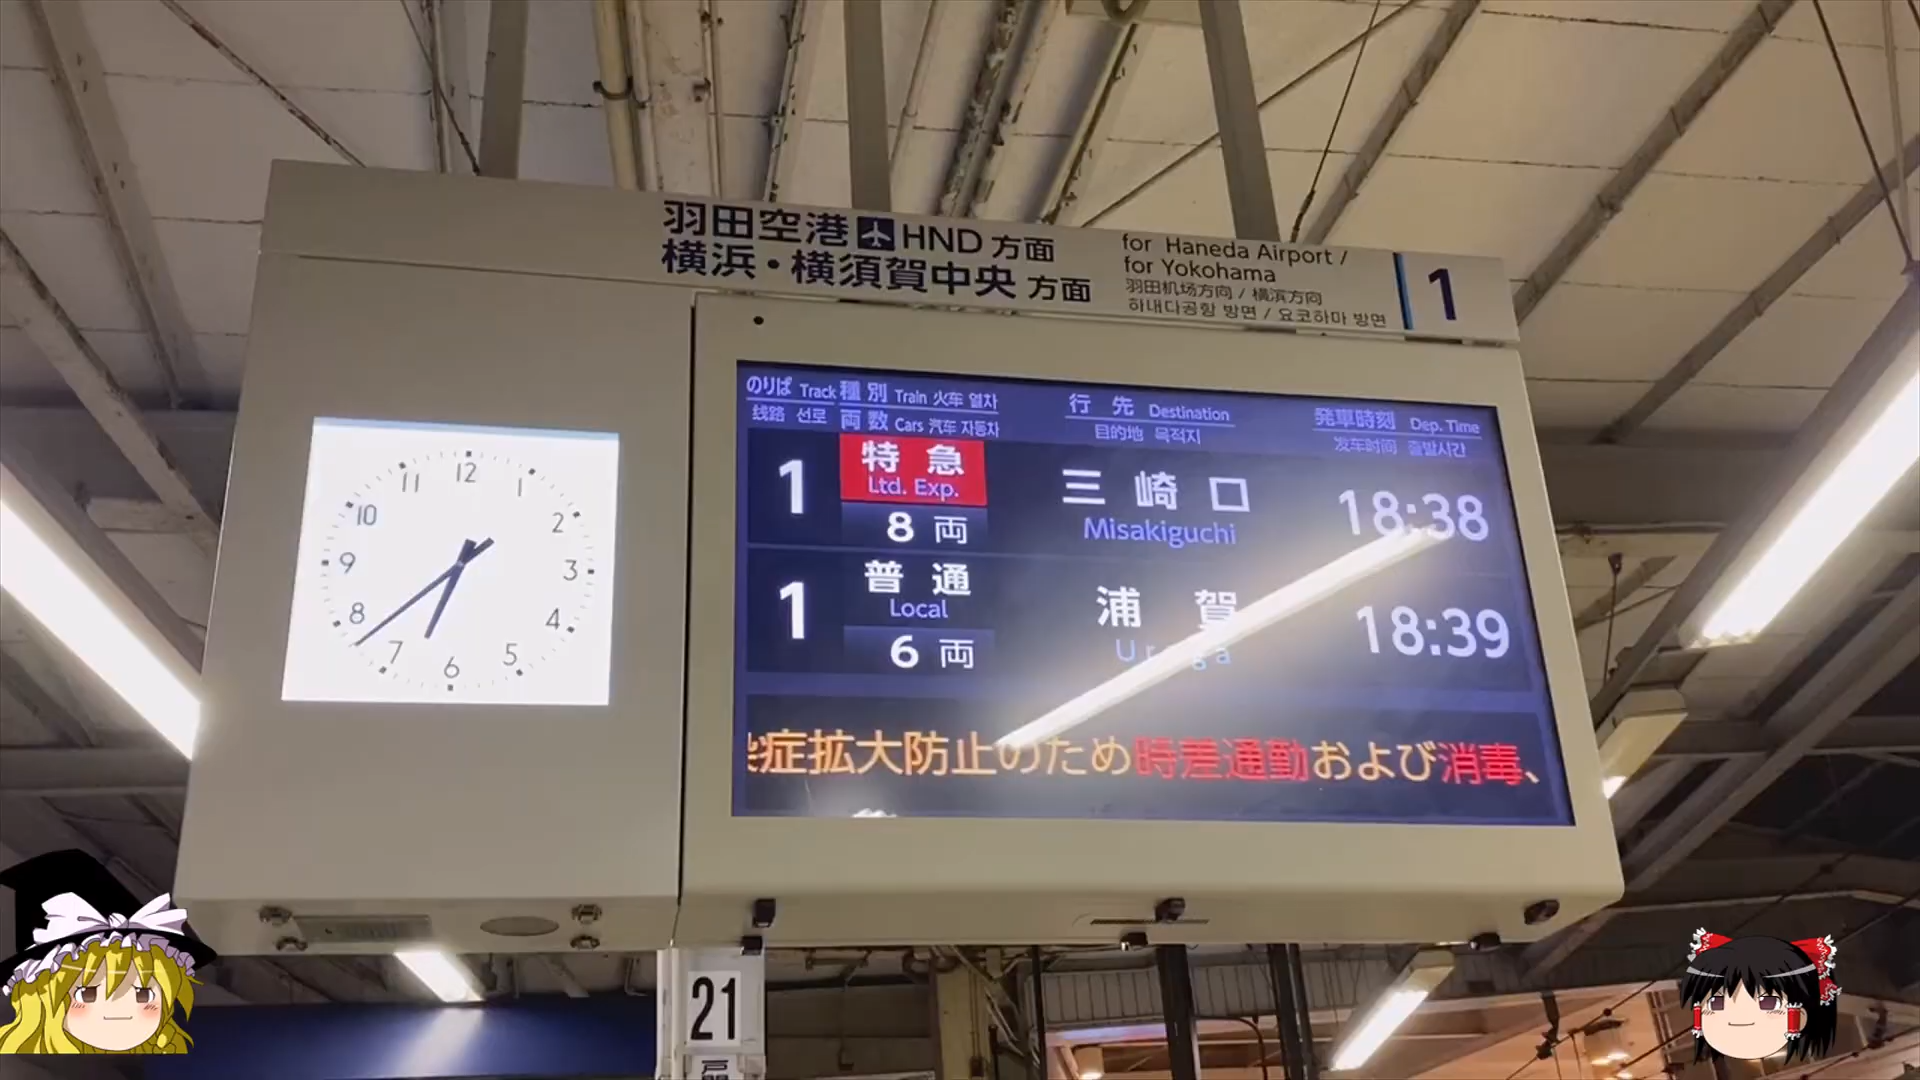 羽田空港 HND 方面
横浜・横須賀中央 方面
for Haneda Airport /
for Yokohama
羽田机场方向 / 横滨方向
하네다공항 방면 / 요코하마 방면
1
12
1
2
3
4
5
6
7
8
9
10
11
のりば Track 種別 Train 火车 열차 行先 Destination 発車時刻 Dep. Time
线路 선로 両数 Cars 汽车 자동차 目的地 목적지 发车时间 출발시간
1 特急 三崎口 18:38
Ltd. Exp. Misakiguchi
8両
1 普通 浦賀 18:39
Local Uraga
6両
症拡大防止のため時差通勤および消毒、
21